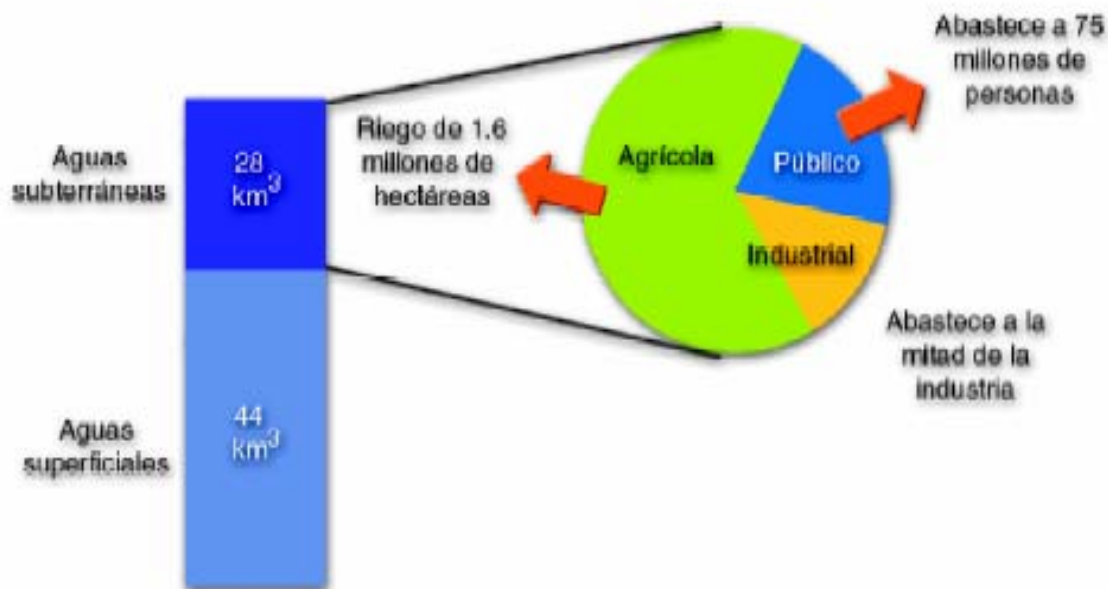 Aguas
subterráneas
28
km³
Aguas
superficiales
44
km³
Riego de 1.6
millones de
hectáreas
Agrícola
Público
Industrial
Abastece a 75
millones de
personas
Abastece a la
mitad de la
industria